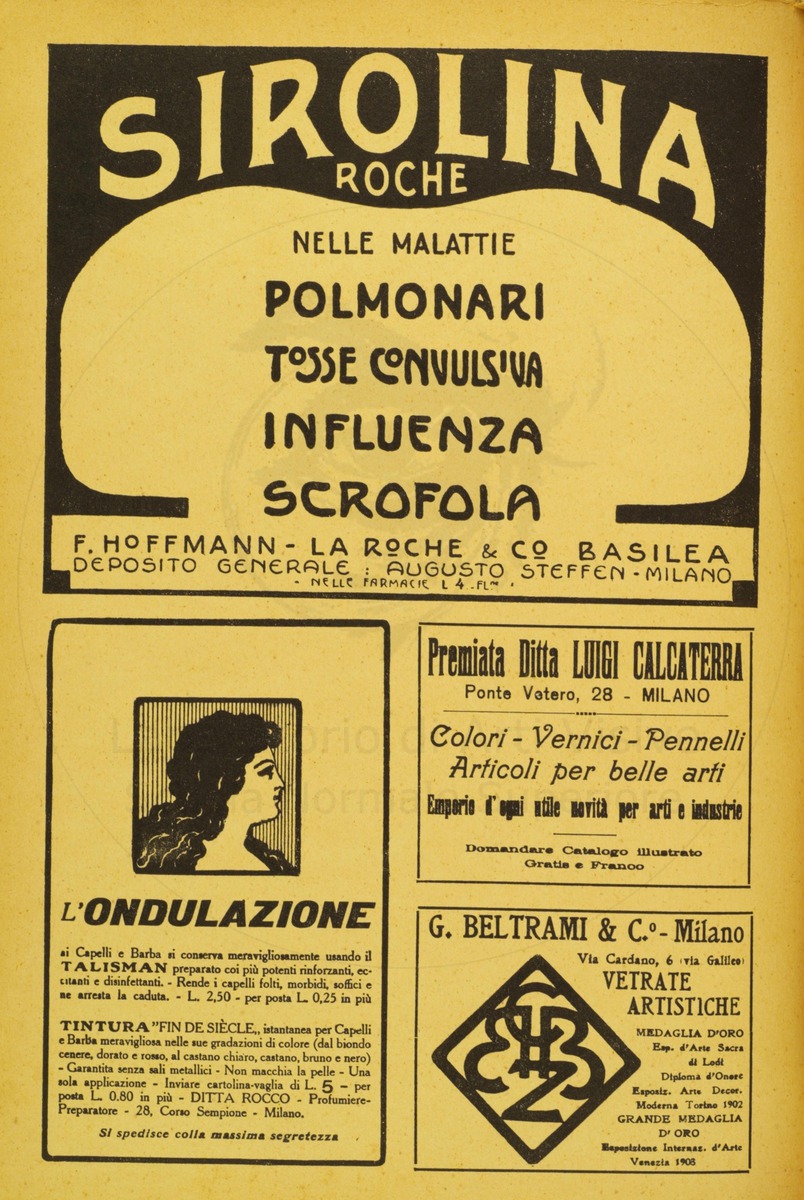 SIROLINA
ROCHE
NELLE MALATTIE
POLMONARI
TOSSE CONVULSIVA
INFLUENZA
SCROFOLA
F. HOFFMANN - LA ROCHE & Cº BASILEA
DEPOSITO GENERALE : AUGUSTO STEFFEN - MILANO
- NELLE FARMACIE L 4
L'ONDULAZIONE
ai Capelli e Barba si conserva meravigliosamente usando il
TALISMAN preparato coi più potenti rinforzanti, ec-
citanti e disinfettanti. - Rende i capelli folti, morbidi, soffici e
ne arresta la caduta. - L. 2,50 - per posta L. 0,25 in più
TINTURA "FIN DE SIÈCLE,, istantanea per Capelli
e Barba meravigliosa nelle sue gradazioni di colore (dal biondo
cenere, dorato e rosso, al castano chiaro, castano, bruno e nero)
- Garantita senza sali metallici - Non macchia la pelle - Una
sola applicazione - Inviare cartolina-vaglia di L. 5 - per
posta L. 0.80 in più - DITTA ROCCO - Profumiere-
Preparatore - 28, Corso Sempione - Milano.
Si spedisce colla massima segretezza
Premiata Ditta LUIGI CALCATERRA
Ponte Vetero, 28 - MILANO
Colori - Vernici - Pennelli
Articoli per belle arti
Emporio d'ogni utile novità per arti e industrie
Domandare Catalogo illustrato
Gratis e Franco
G. BELTRAMI & C.º - Milano
Via Cardano, 6 (via Galileo)
VETRATE
ARTISTICHE
MEDAGLIA D'ORO
Esp. d'Arte Sacra
di Lodi
Diploma d'Onore
Esposiz. Arte Decor.
Moderna Torino 1902
GRANDE MEDAGLIA
D'ORO
Esposizione Internaz. d'Arte
Venezia 1903